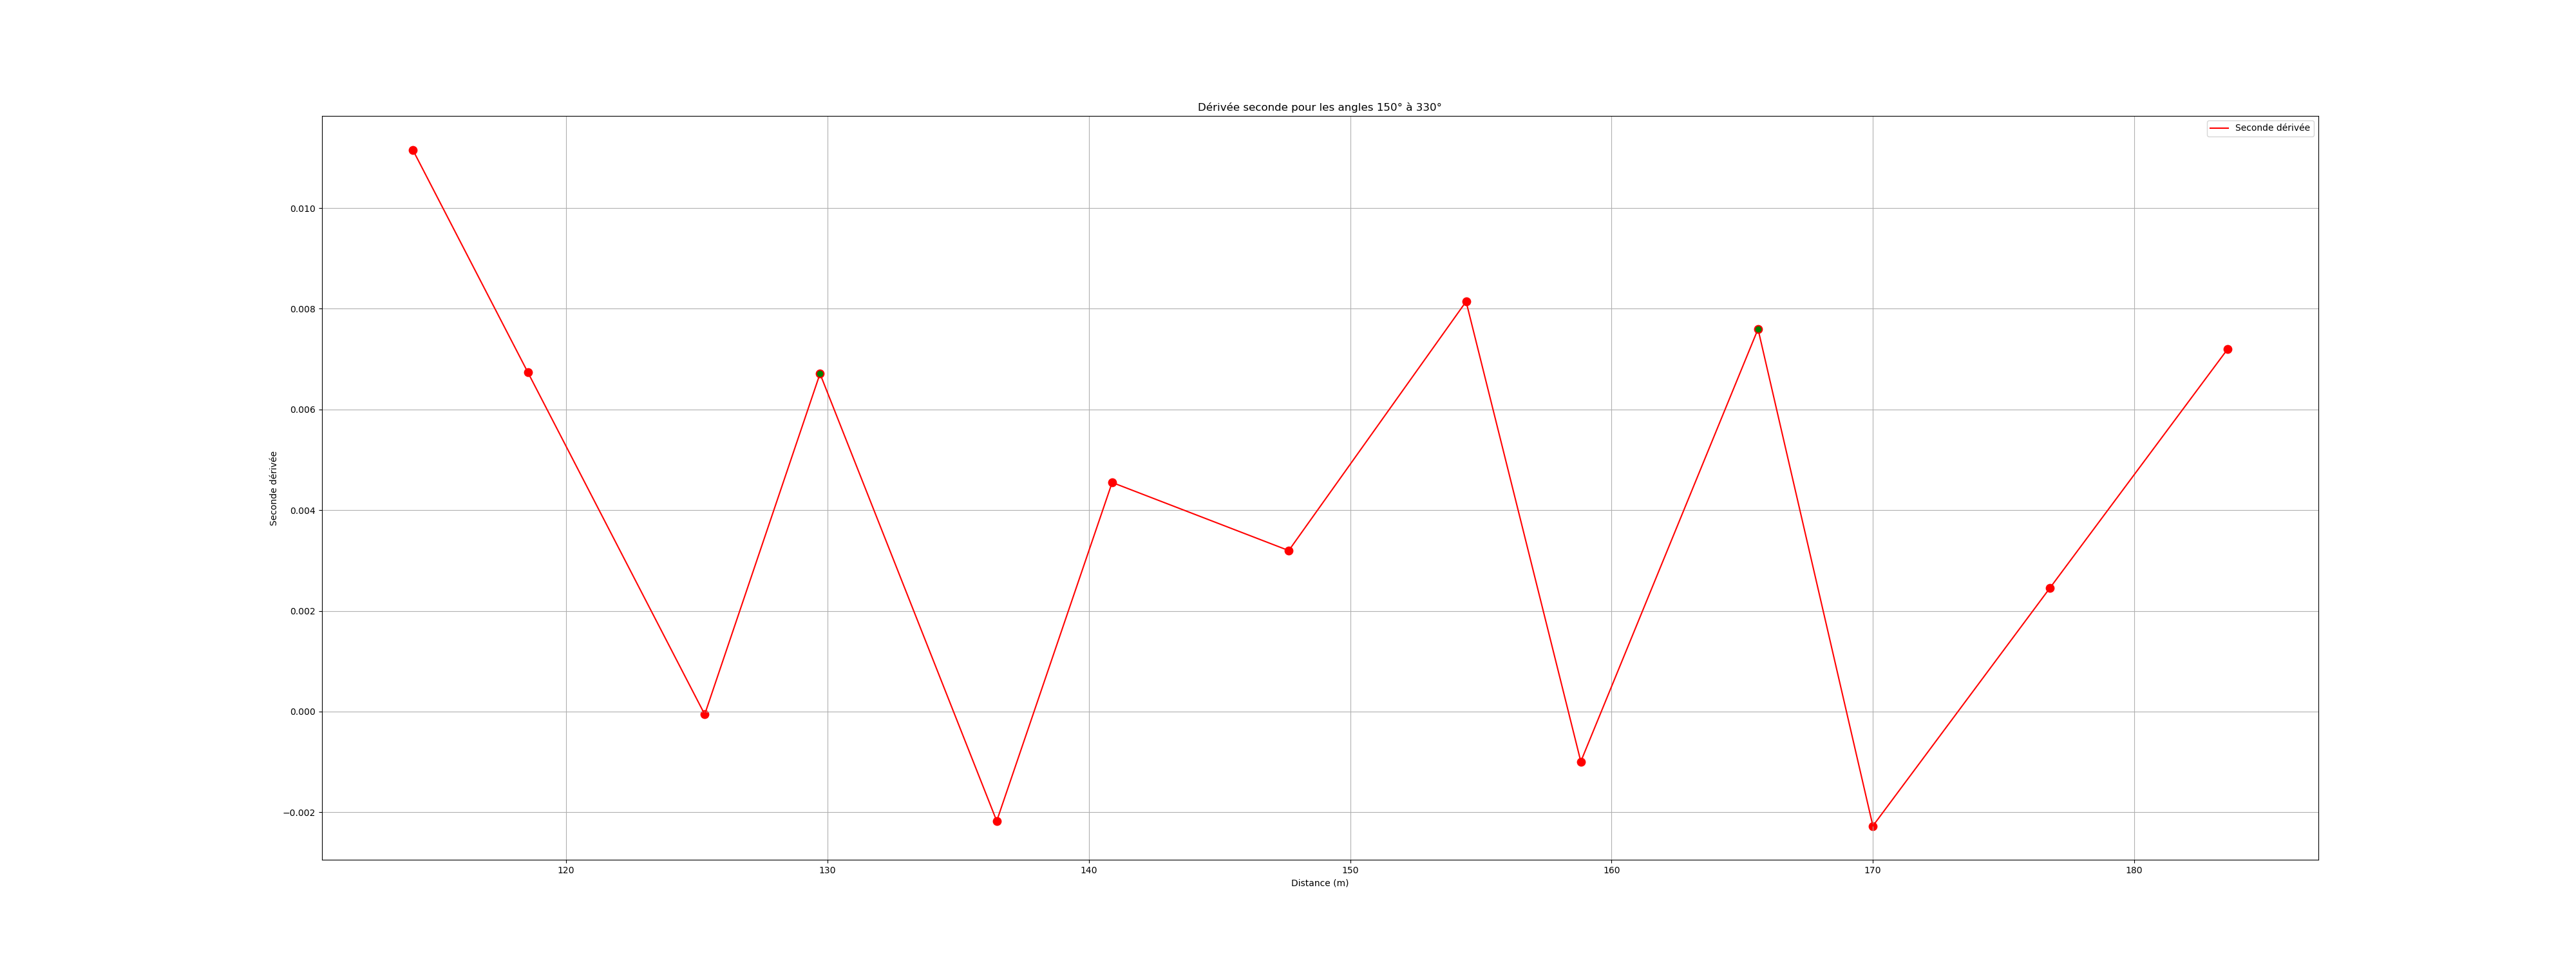 Dérivée seconde pour les angles 150° à 330°
Seconde dérivée
0.010
0.008
0.006
0.004
0.002
0.000
−0.002
Seconde dérivée
120 130 140 150 160 170 180
Distance (m)